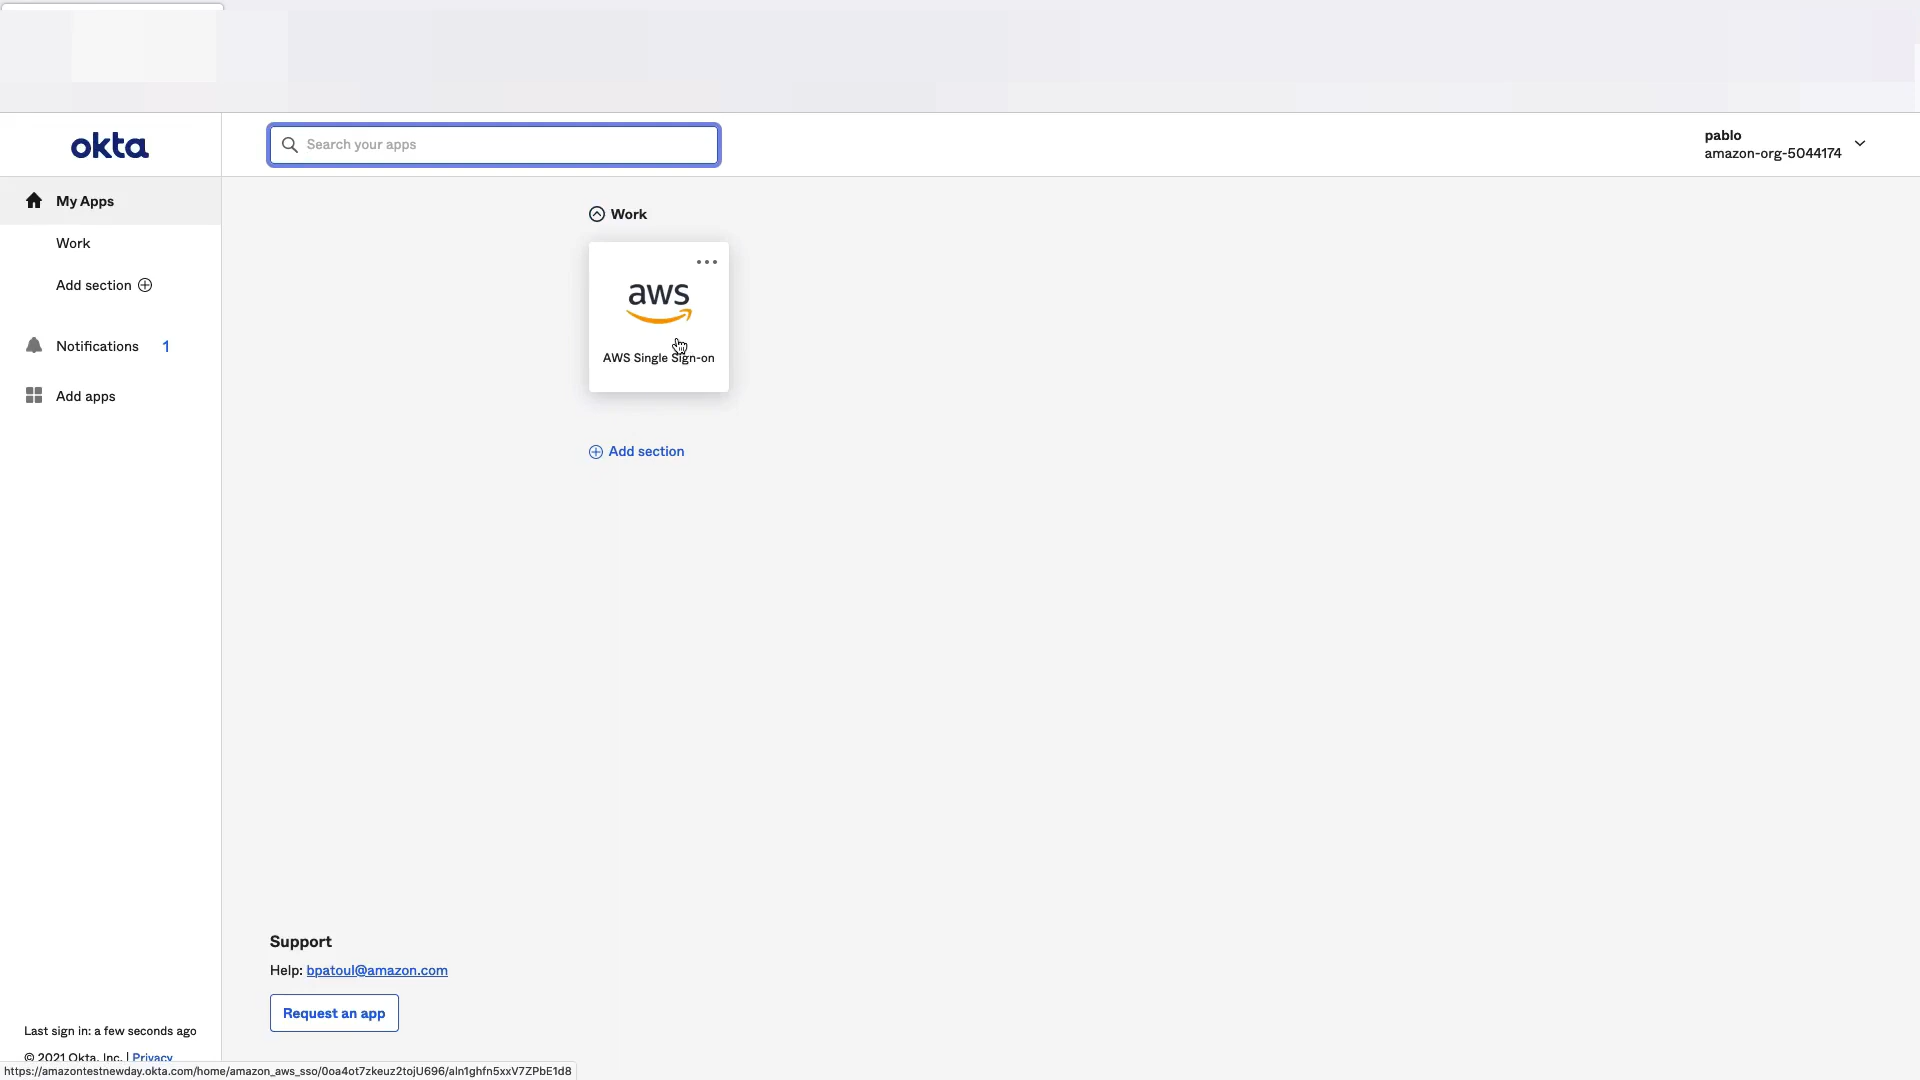 okta
Search your apps
pablo
amazon-org-5044174
My Apps
Work
Add section
Notifications 1
Add apps
Work
aws
AWS Single Sign-on
Add section
Support
Help: bpatoul@amazon.com
Request an app
Last sign in: a few seconds ago
© 2021 Okta, Inc. | Privacy
https://amazontestnewday.okta.com/home/amazon_aws_sso/0oa4ot7zkeuz2tojU696/aln1ghfn5xxV7ZPbE1d8